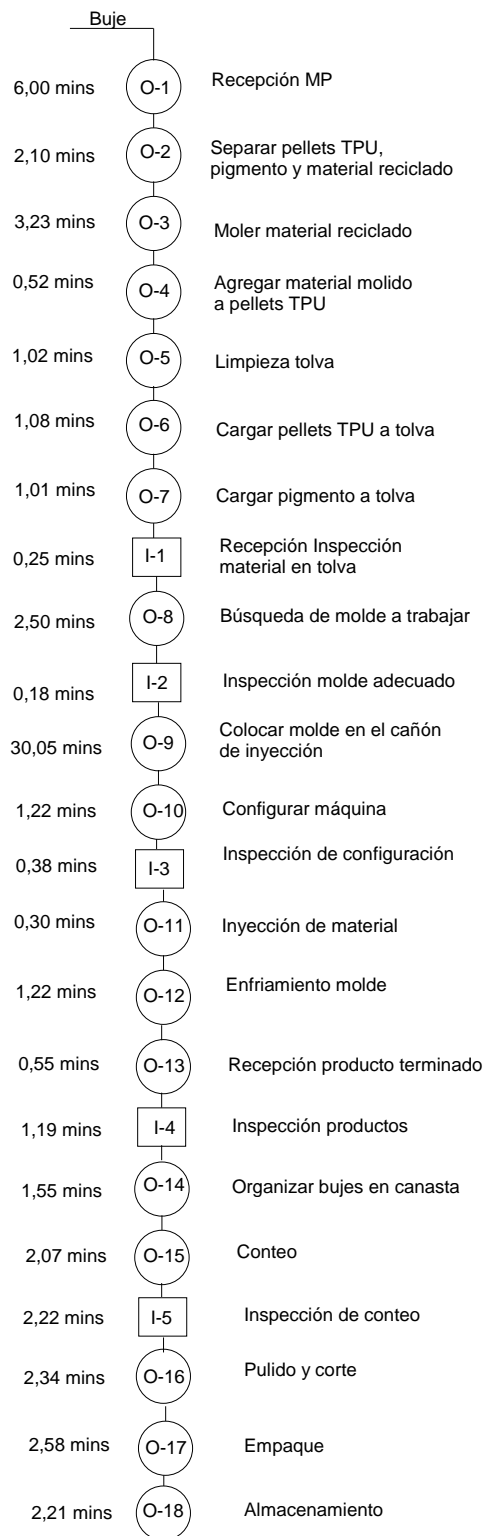 Buje
6,00 mins O-1 Recepción MP
2,10 mins O-2 Separar pellets TPU,
pigmento y material reciclado
3,23 mins O-3 Moler material reciclado
0,52 mins O-4 Agregar material molido
a pellets TPU
1,02 mins O-5 Limpieza tolva
1,08 mins O-6 Cargar pellets TPU a tolva
1,01 mins O-7 Cargar pigmento a tolva
0,25 mins I-1 Recepción Inspección
material en tolva
2,50 mins O-8 Búsqueda de molde a trabajar
0,18 mins I-2 Inspección molde adecuado
30,05 mins O-9 Colocar molde en el cañón
de inyección
1,22 mins O-10 Configurar máquina
0,38 mins I-3 Inspección de configuración
0,30 mins O-11 Inyección de material
1,22 mins O-12 Enfriamiento molde
0,55 mins O-13 Recepción producto terminado
1,19 mins I-4 Inspección productos
1,55 mins O-14 Organizar bujes en canasta
2,07 mins O-15 Conteo
2,22 mins I-5 Inspección de conteo
2,34 mins O-16 Pulido y corte
2,58 mins O-17 Empaque
2,21 mins O-18 Almacenamiento